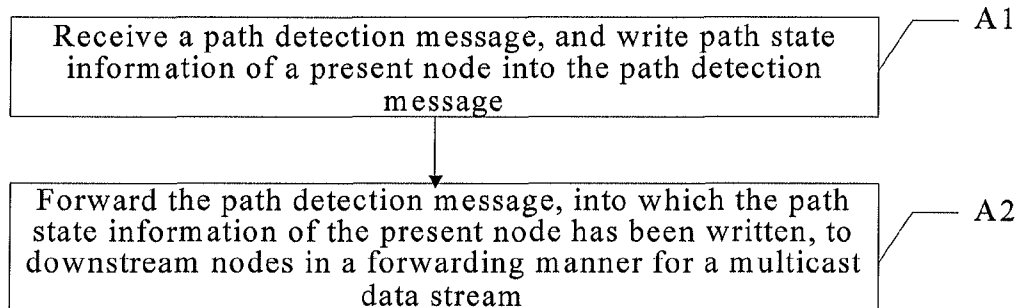 Receive a path detection message, and write path state
information of a present node into the path detection
message
A1
Forward the path detection message, into which the path
state information of the present node has been written, to
downstream nodes in a forwarding manner for a multicast
data stream
A2